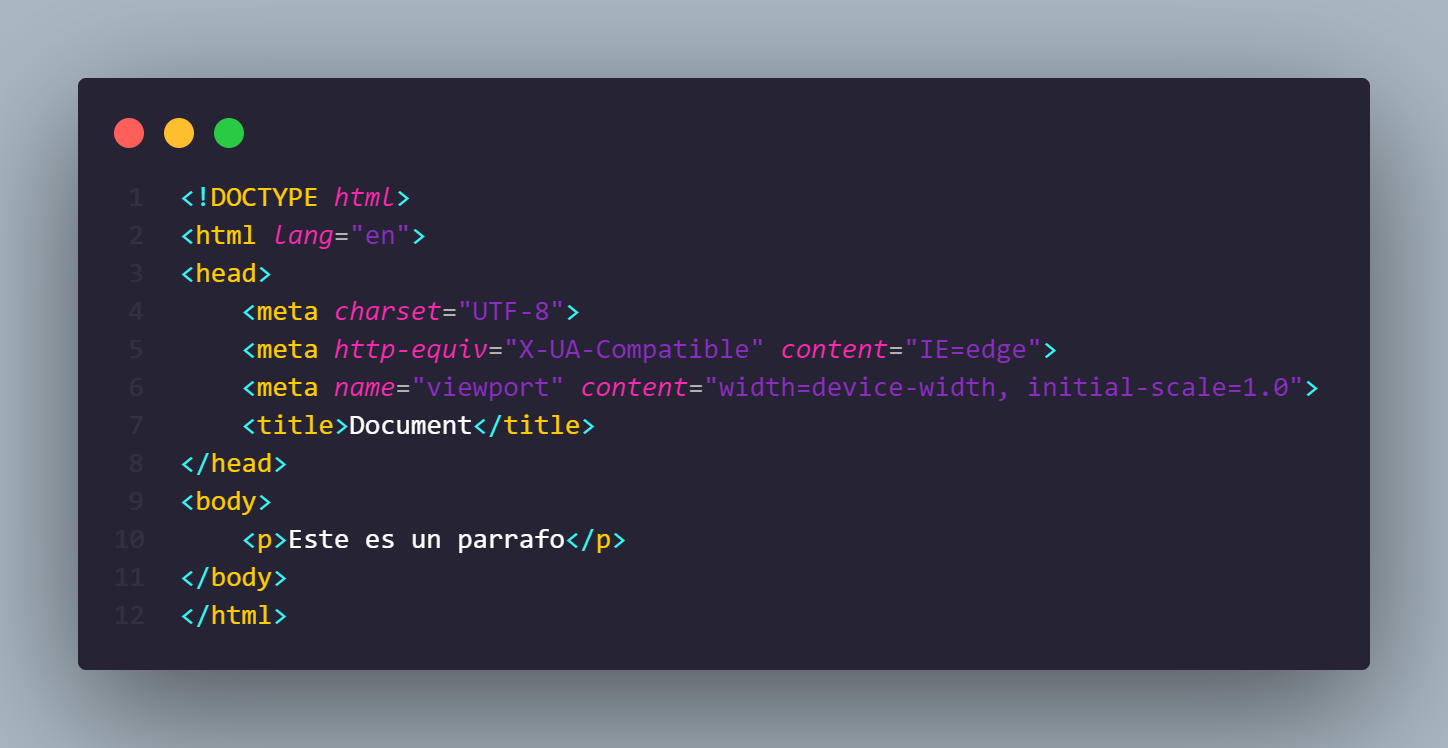 1 <!DOCTYPE html>
2 <html lang="en">
3 <head>
4     <meta charset="UTF-8">
5     <meta http-equiv="X-UA-Compatible" content="IE=edge">
6     <meta name="viewport" content="width=device-width, initial-scale=1.0">
7     <title>Document</title>
8 </head>
9 <body>
10     <p>Este es un parrafo</p>
11 </body>
12 </html>